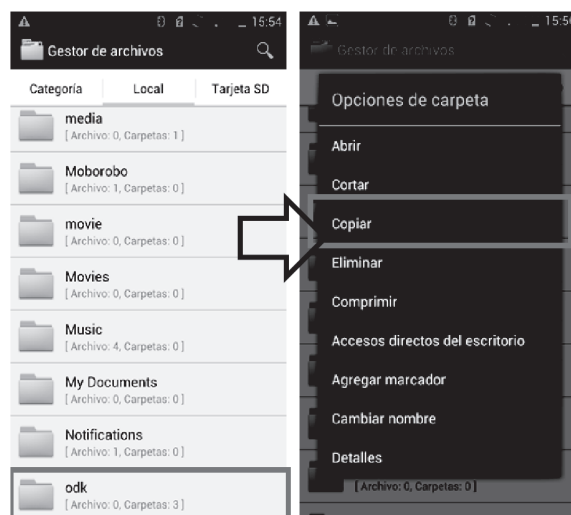 15:54
Gestor de archivos
Categoría Local Tarjeta SD
media
[ Archivo: 0, Carpetas: 1 ]
Moborobo
[ Archivo: 1, Carpetas: 0 ]
movie
[ Archivo: 0, Carpetas: 0 ]
Movies
[ Archivo: 0, Carpetas: 0 ]
Music
[ Archivo: 4, Carpetas: 0 ]
My Documents
[ Archivo: 0, Carpetas: 0 ]
Notifications
[ Archivo: 1, Carpetas: 0 ]
odk
[ Archivo: 0, Carpetas: 3 ]
Gestor de archivos
Opciones de carpeta
Abrir
Cortar
Copiar
Eliminar
Comprimir
Accesos directos del escritorio
Agregar marcador
Cambiar nombre
Detalles
[ Archivo: 0, Carpetas: 0 ]